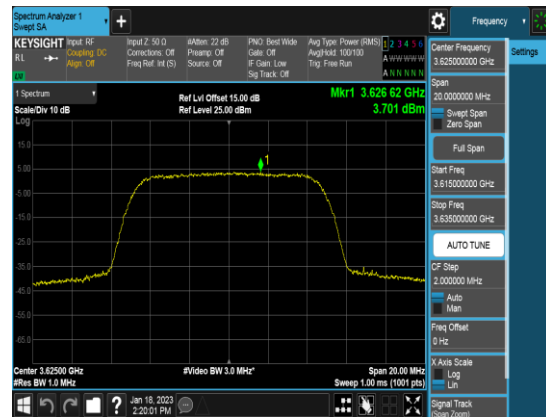 Spectrum Analyzer 1
Swept SA
Frequency
KEYSIGHT
RL
Input: RF
Coupling: DC
Align: Off
Input Z: 50 Ω
Corrections: Off
Freq Ref: Int (S)
#Atten: 22 dB
Preamp: Off
Source: Off
PNO: Best Wide
Gate: Off
IF Gain: Low
Sig Track: Off
Avg Type: Power (RMS)
Avg|Hold: 100/100
Trig: Free Run
1 2 3 4 5 6
A W W W W W
A N N N N N
1 Spectrum
Scale/Div 10 dB
Ref Lvl Offset 15.00 dB
Ref Level 25.00 dBm
Mkr1 3.626 62 GHz
3.701 dBm
Log
15.0
5.00
-5.00
-15.0
-25.0
-35.0
-45.0
-55.0
-65.0
1
Center 3.62500 GHz
#Res BW 1.0 MHz
#Video BW 3.0 MHz*
Span 20.00 MHz
Sweep 1.00 ms (1001 pts)
Jan 18, 2023
2:20:01 PM
Center Frequency
3.625000000 GHz
Settings
Span
20.0000000 MHz
Swept Span
Zero Span
Full Span
Start Freq
3.615000000 GHz
Stop Freq
3.635000000 GHz
AUTO TUNE
CF Step
2.000000 MHz
Auto
Man
Freq Offset
0 Hz
X Axis Scale
Log
Lin
Signal Track
(Span Zoom)